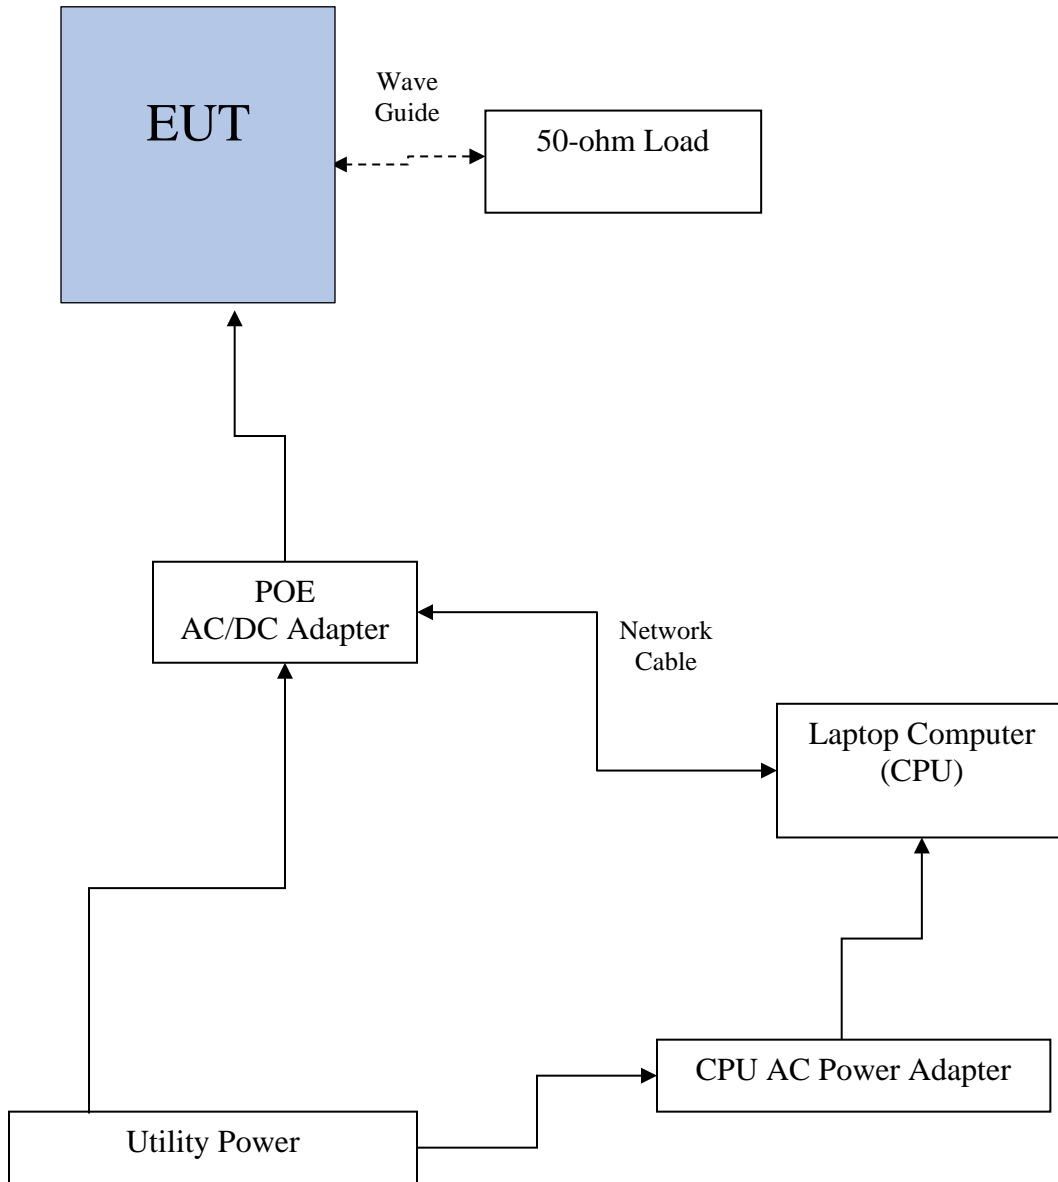 EUT
Wave
Guide
50-ohm Load
POE
AC/DC Adapter
Network
Cable
Laptop Computer
(CPU)
CPU AC Power Adapter
Utility Power